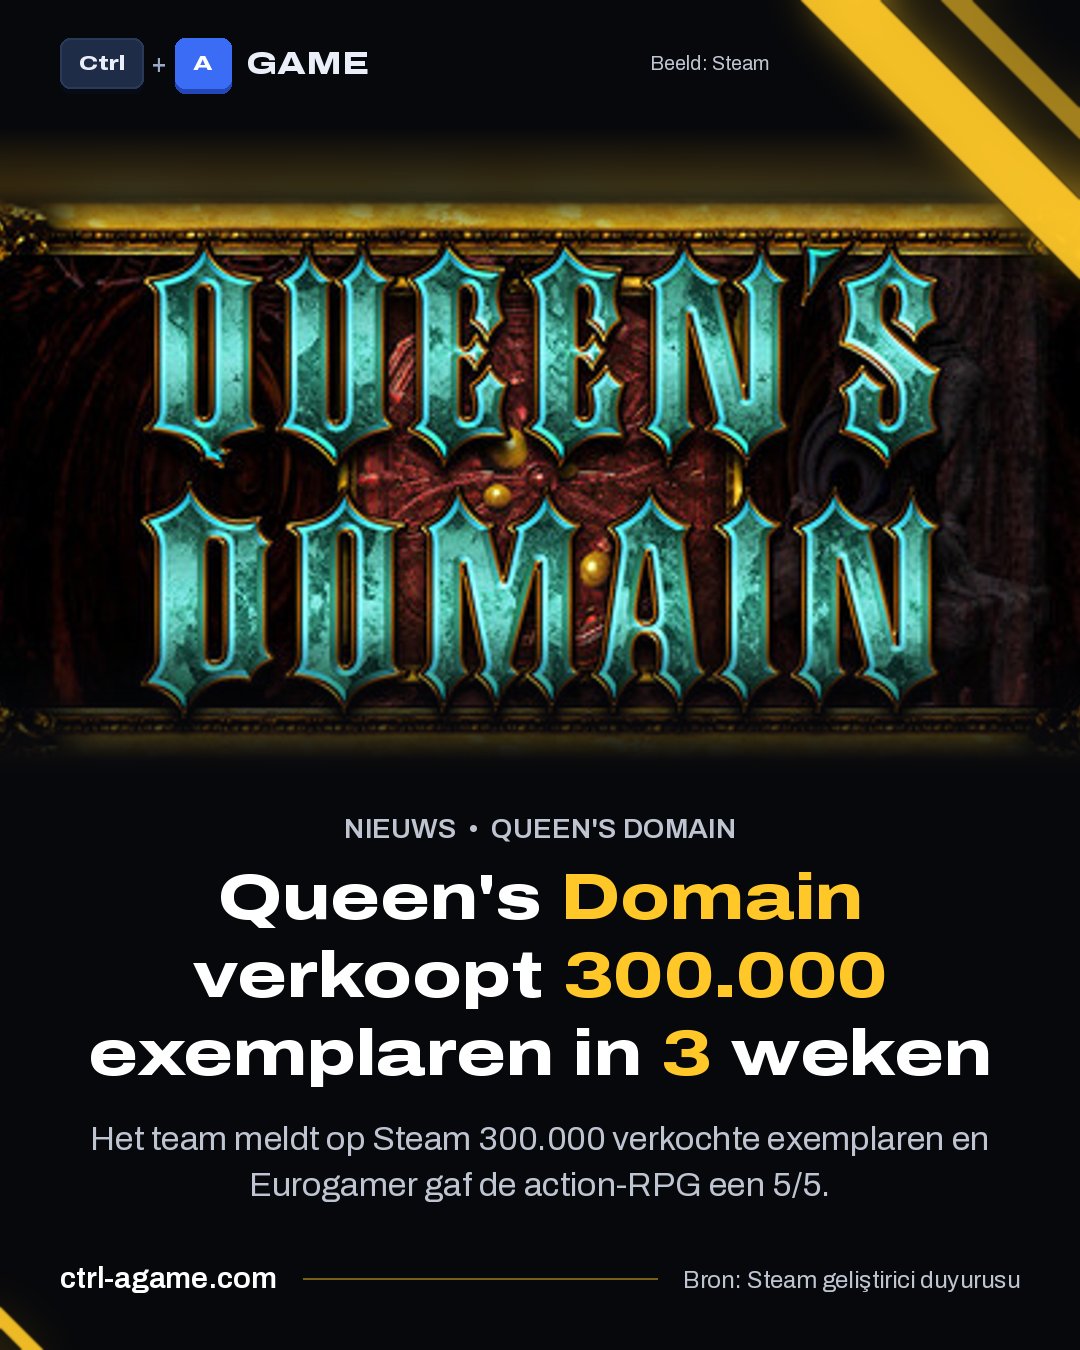 Ctrl + A GAME
Beeld: Steam
QUEEN'S
DOMAIN
NIEUWS • QUEEN'S DOMAIN
Queen's Domain
verkoopt 300.000
exemplaren in 3 weken
Het team meldt op Steam 300.000 verkochte exemplaren en
Eurogamer gaf de action-RPG een 5/5.
ctrl-agame.com
Bron: Steam geliştirici duyurusu